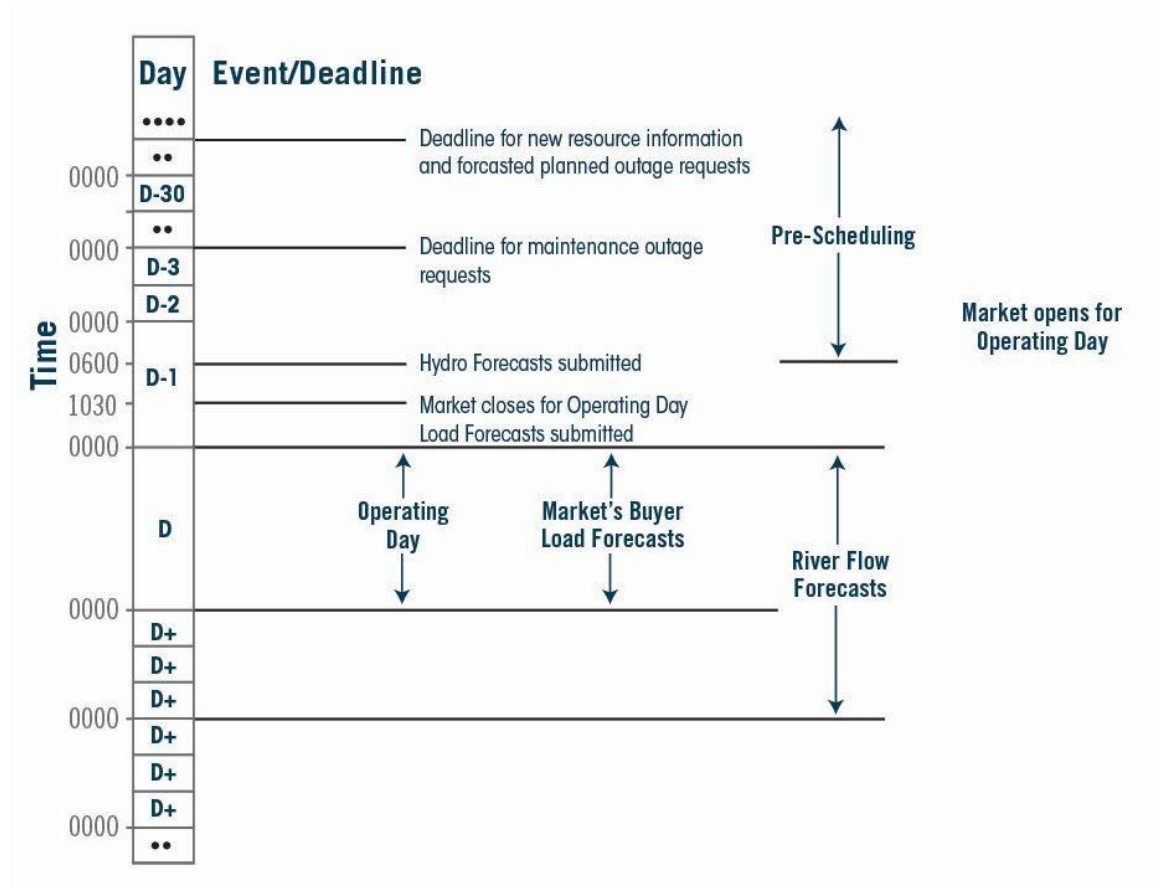 Day Event/Deadline
••••
Deadline for new resource information
and forcasted planned outage requests
••
0000
D-30
••
0000
Deadline for maintenance outage
requests
D-3
D-2
0000
Pre-Scheduling
Market opens for
Operating Day
Time
0600
Hydro Forecasts submitted
D-1
1030
Market closes for Operating Day
Load Forecasts submitted
0000
D
Operating
Day
Market's Buyer
Load Forecasts
River Flow
Forecasts
0000
D+
D+
D+
0000
D+
D+
D+
0000
••